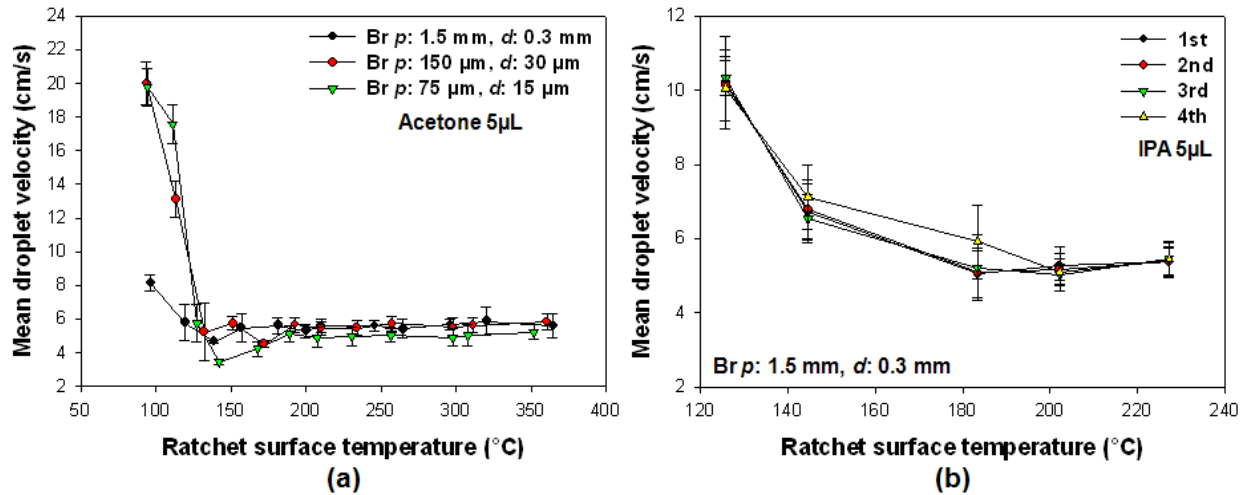 24
22
20
18
16
14
12
10
8
6
4
2
Mean droplet velocity (cm/s)
Br p: 1.5 mm, d: 0.3 mm
Br p: 150 μm, d: 30 μm
Br p: 75 μm, d: 15 μm
Acetone 5μL
50 100 150 200 250 300 350 400
Ratchet surface temperature (°C)
(a)
12
10
8
6
4
2
Mean droplet velocity (cm/s)
1st
2nd
3rd
4th
IPA 5μL
Br p: 1.5 mm, d: 0.3 mm
120 140 160 180 200 220 240
Ratchet surface temperature (°C)
(b)